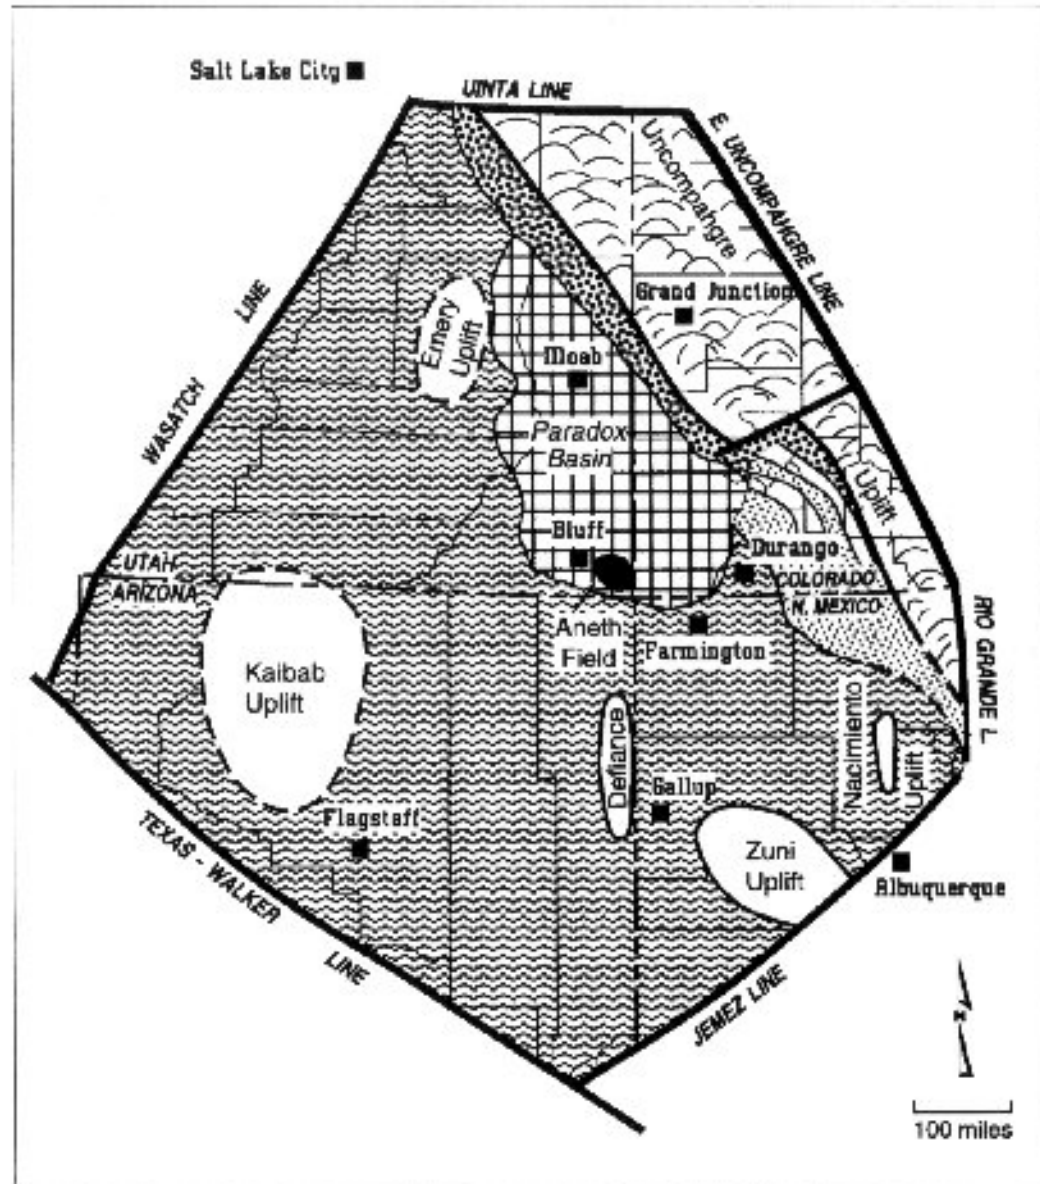 Salt Lake City
UINTA LINE
E. UNCOMPAHGRE LINE
Uncompahgre
Grand Junction
LINE
WASATCH
Emery
Uplift
Moab
Paradox
Basin
Uplift
Bluff
Durango
UTAH
ARIZONA
COLORADO
N. MEXICO
Aneth
Field
Farmington
RIO GRANDE L.
Kaibab
Uplift
Defiance
Nacimiento
Uplift
Gallup
Flagstaff
Zuni
Uplift
Albuquerque
TEXAS - WALKER
LINE
JEMEZ LINE
100 miles